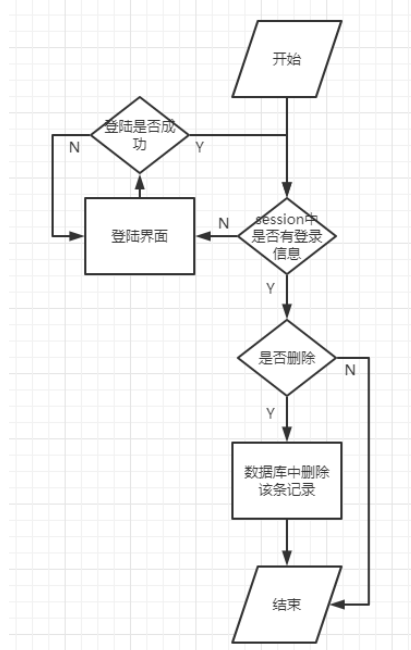 开始
登陆是否成
功
N
Y
session中
是否有登录
信息
N
登陆界面
Y
是否删除
N
Y
数据库中删除
该条记录
结束